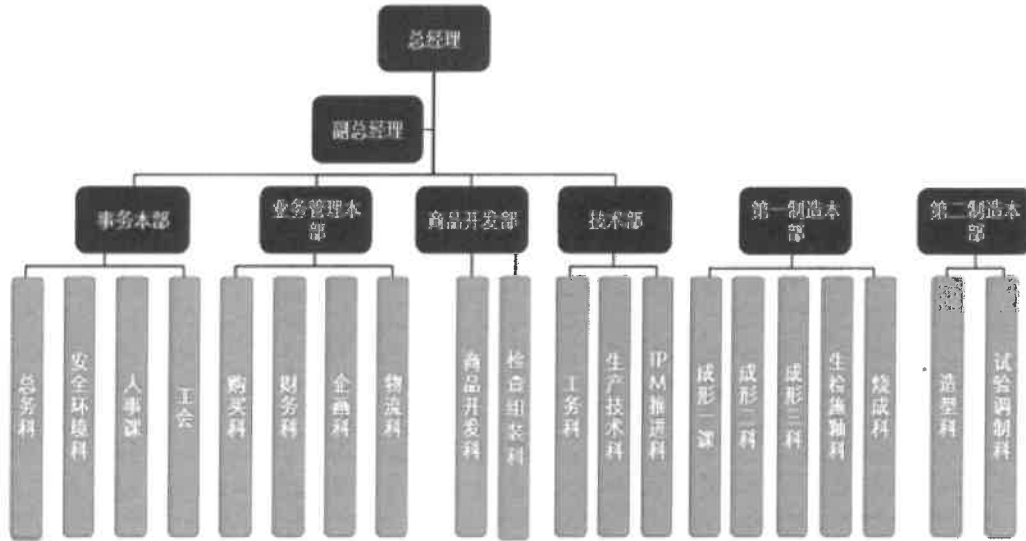 总经理
副总经理
事务本部
业务管理本
部
商品开发部
技术部
第一制造本
部
第二制造本
部
总务科
安全环境科
人事课
工会
购买科
财务科
企画科
物流科
商品开发科
检查组装科
工务科
生产技术科
IPM推进科
成形一课
成形二科
成形三科
生检施釉科
烧成科
造型科
试验调制科